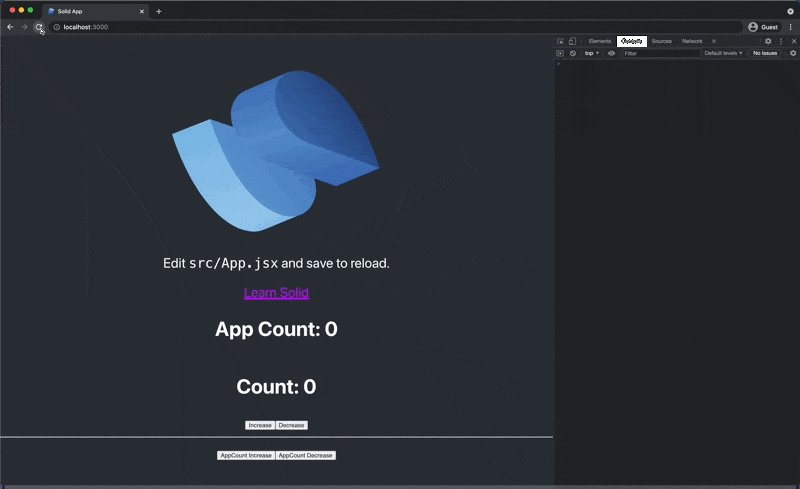 Solid App
localhost:3000
Guest
Elements
Sources
Network
top
Filter
Default levels
No Issues
Edit src/App.jsx and save to reload.
Learn Solid
App Count: 0
Count: 0
Increase Decrease
AppCount Increase AppCount Decrease